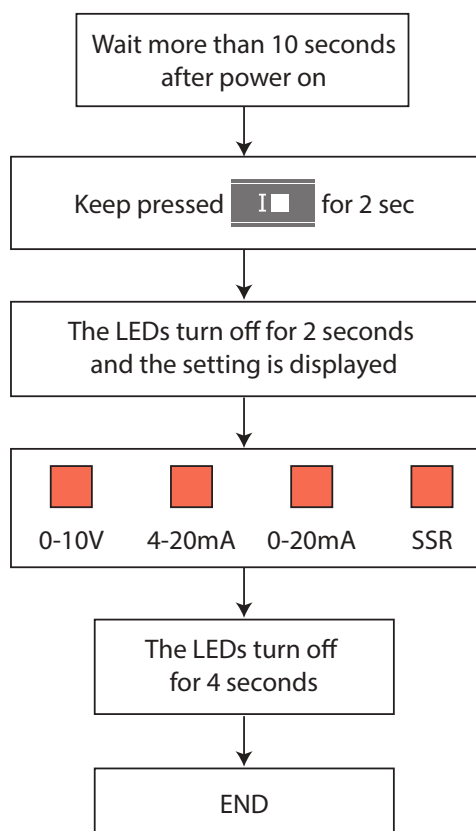 Wait more than 10 seconds
after power on
Keep pressed I for 2 sec
The LEDs turn off for 2 seconds
and the setting is displayed
0-10V 4-20mA 0-20mA SSR
The LEDs turn off
for 4 seconds
END